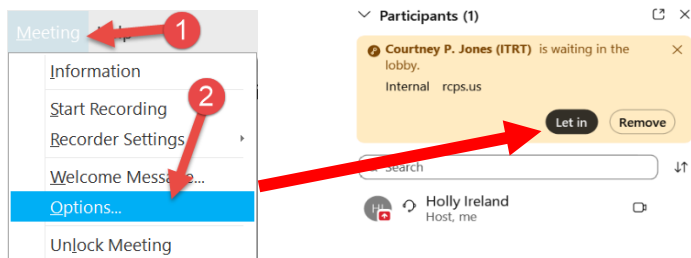 Meeting
1
Information
Start Recording
Recorder Settings
2
Welcome Message...
Options...
Unlock Meeting
Participants (1)
Courtney P. Jones (ITRT) is waiting in the
lobby.
Internal rcps.us
Let in
Remove
Search
HI
Holly Ireland
Host, me